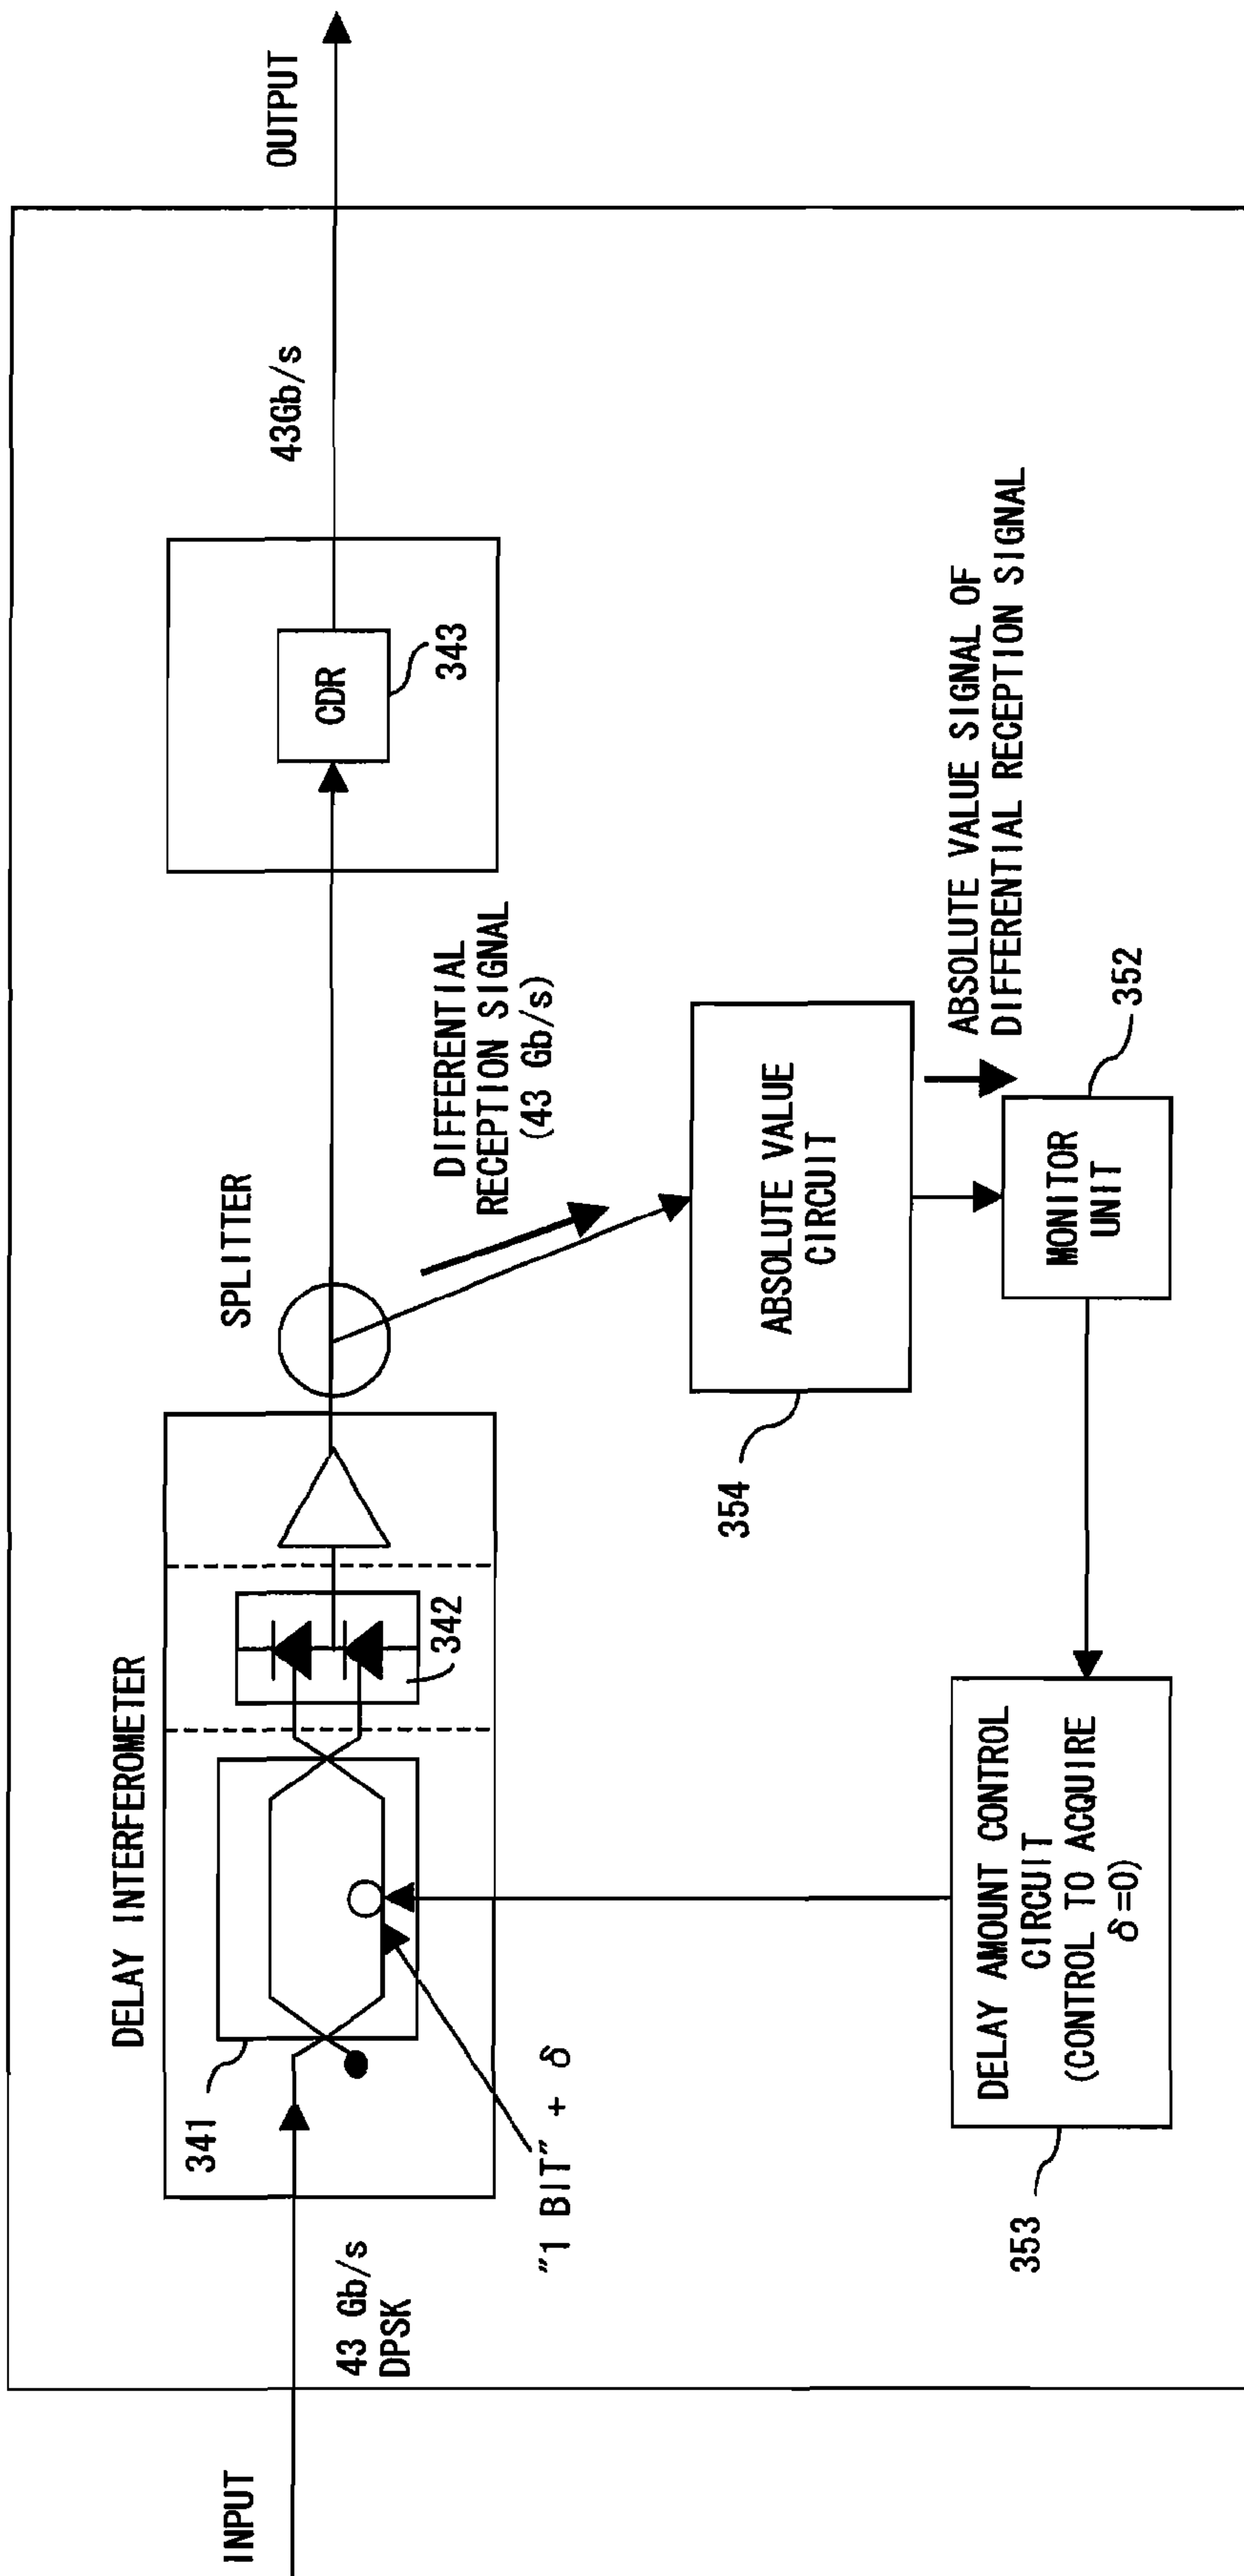 INPUT
43 Gb/s
DPSK
DELAY INTERFEROMETER
341
"1 BIT" + δ
342
SPLITTER
DIFFERENTIAL
RECEPTION SIGNAL
(43 Gb/s)
CDR
343
43Gb/s
OUTPUT
ABSOLUTE VALUE
CIRCUIT
354
ABSOLUTE VALUE SIGNAL OF
DIFFERENTIAL RECEPTION SIGNAL
MONITOR
UNIT
352
DELAY AMOUNT CONTROL
CIRCUIT
(CONTROL TO ACQUIRE
δ=0)
353